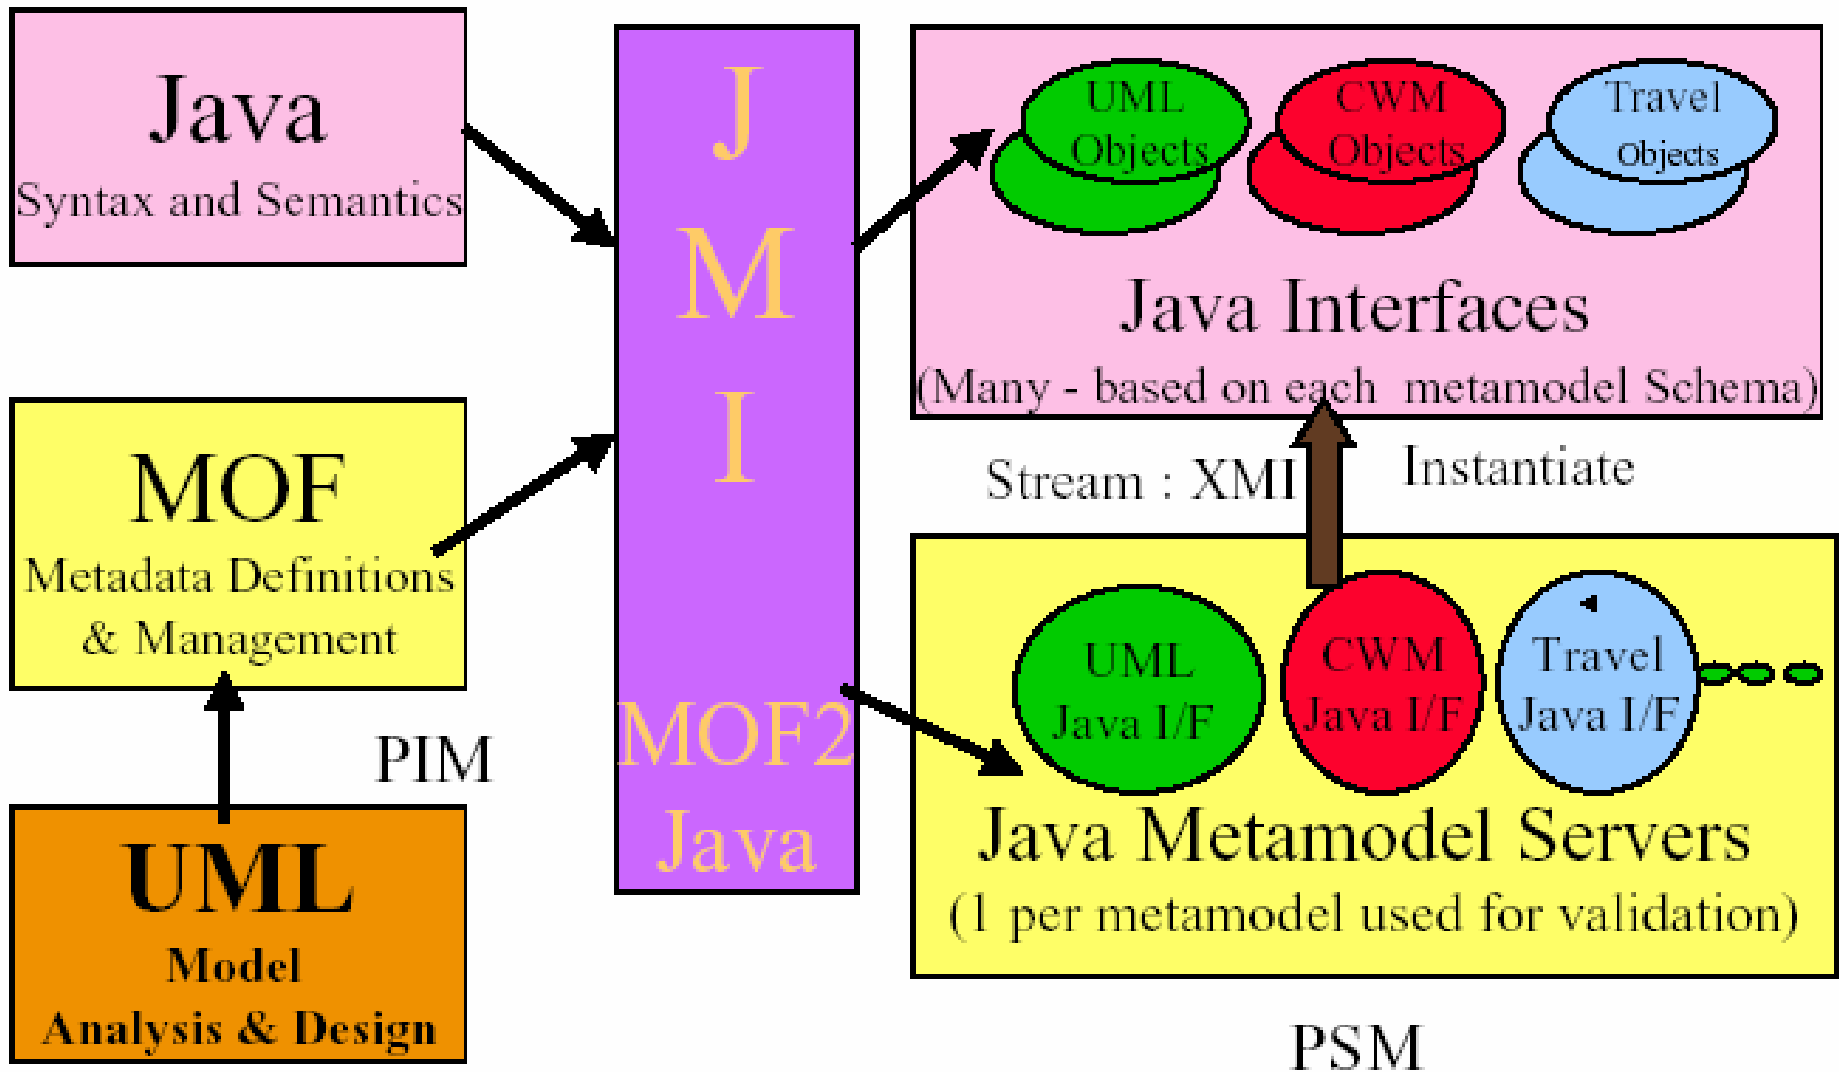 Java
Syntax and Semantics
MOF
Metadata Definitions
& Management
PIM
UML
Model
Analysis & Design
J
M
I
MOF2
Java
UML
Objects
CWM
Objects
Travel
Objects
Java Interfaces
(Many - based on each metamodel Schema)
Stream : XMI
Instantiate
UML
Java I/F
CWM
Java I/F
Travel
Java I/F
Java Metamodel Servers
(1 per metamodel used for validation)
PSM